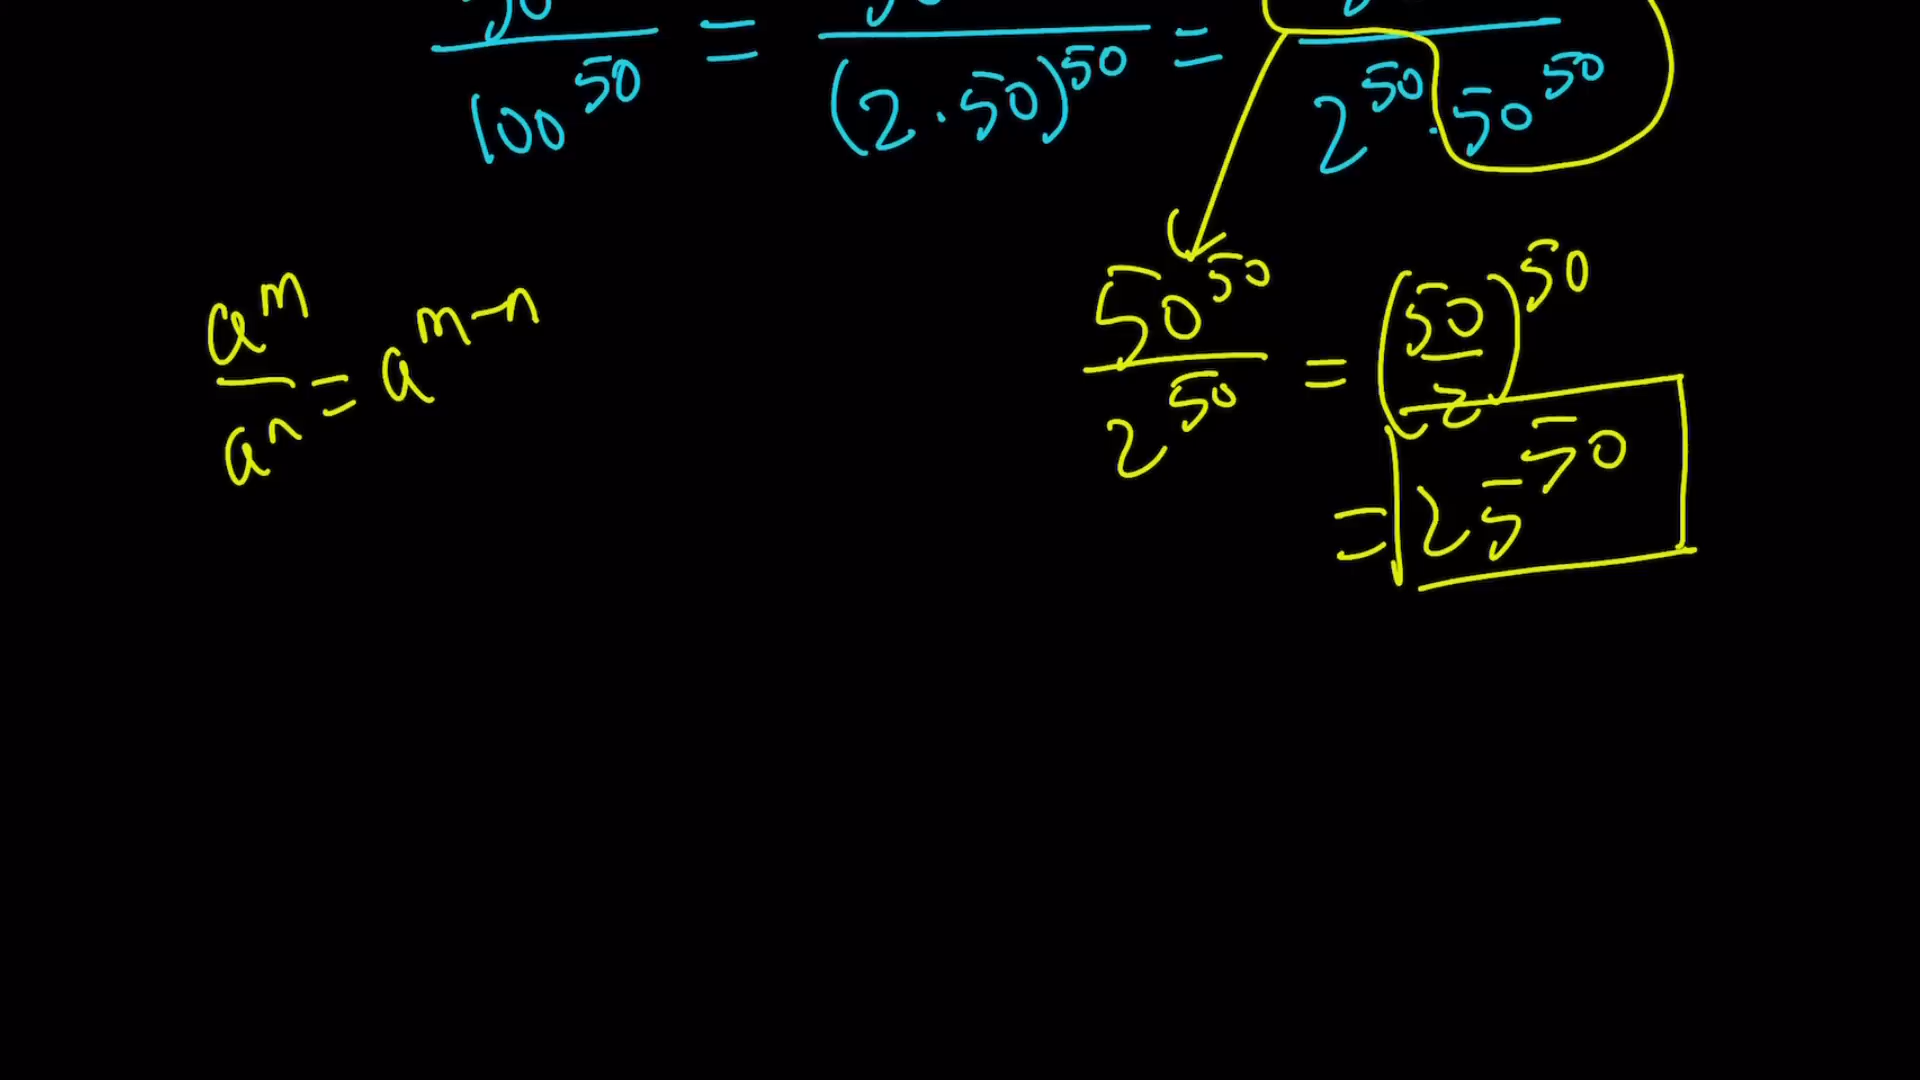 100^50 = (2·50)^50 = 2^50·50^50
a^m/a^n = a^(m-n)
50^50/2^50 = (50/2)^50
= 25^50